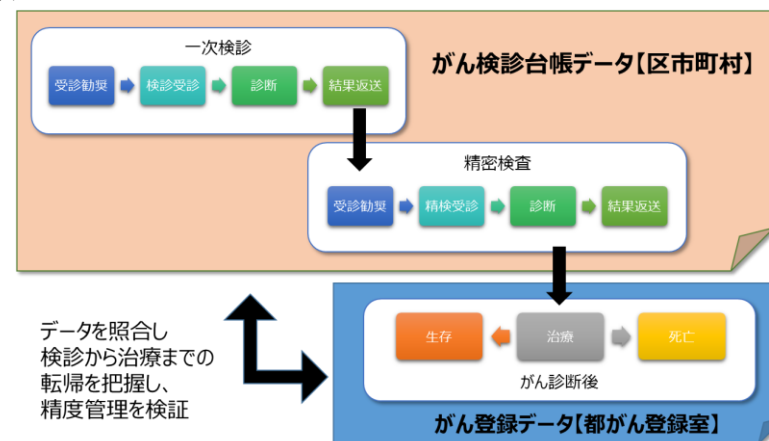 一次検診
がん検診台帳データ【区市町村】
受診勧奨
検診受診
診断
結果返送
精密検査
受診勧奨
精検受診
診断
結果返送
データを照合し
検診から治療までの
転帰を把握し、
精度管理を検証
生存
治療
死亡
がん診断後
がん登録データ【都がん登録室】